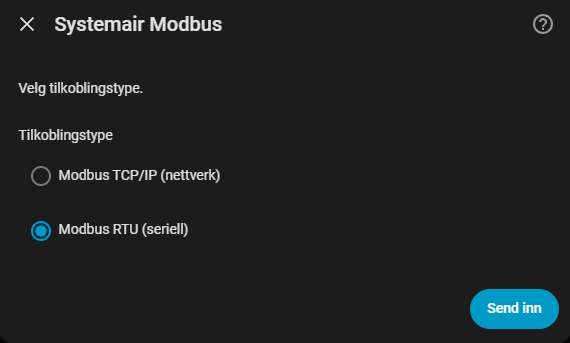 Systemair Modbus
Velg tilkoblingstype.
Tilkoblingstype
Modbus TCP/IP (nettverk)
Modbus RTU (seriell)
Send inn